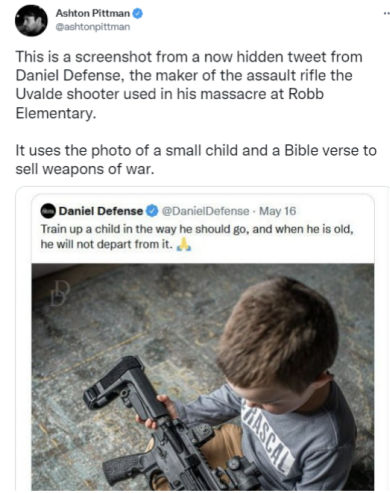 Ashton Pittman
@ashtonpittman
This is a screenshot from a now hidden tweet from
Daniel Defense, the maker of the assault rifle the
Uvalde shooter used in his massacre at Robb
Elementary.
It uses the photo of a small child and a Bible verse to
sell weapons of war.
Daniel Defense @DanielDefense · May 16
Train up a child in the way he should go, and when he is old,
he will not depart from it. 🙏
RASCAL